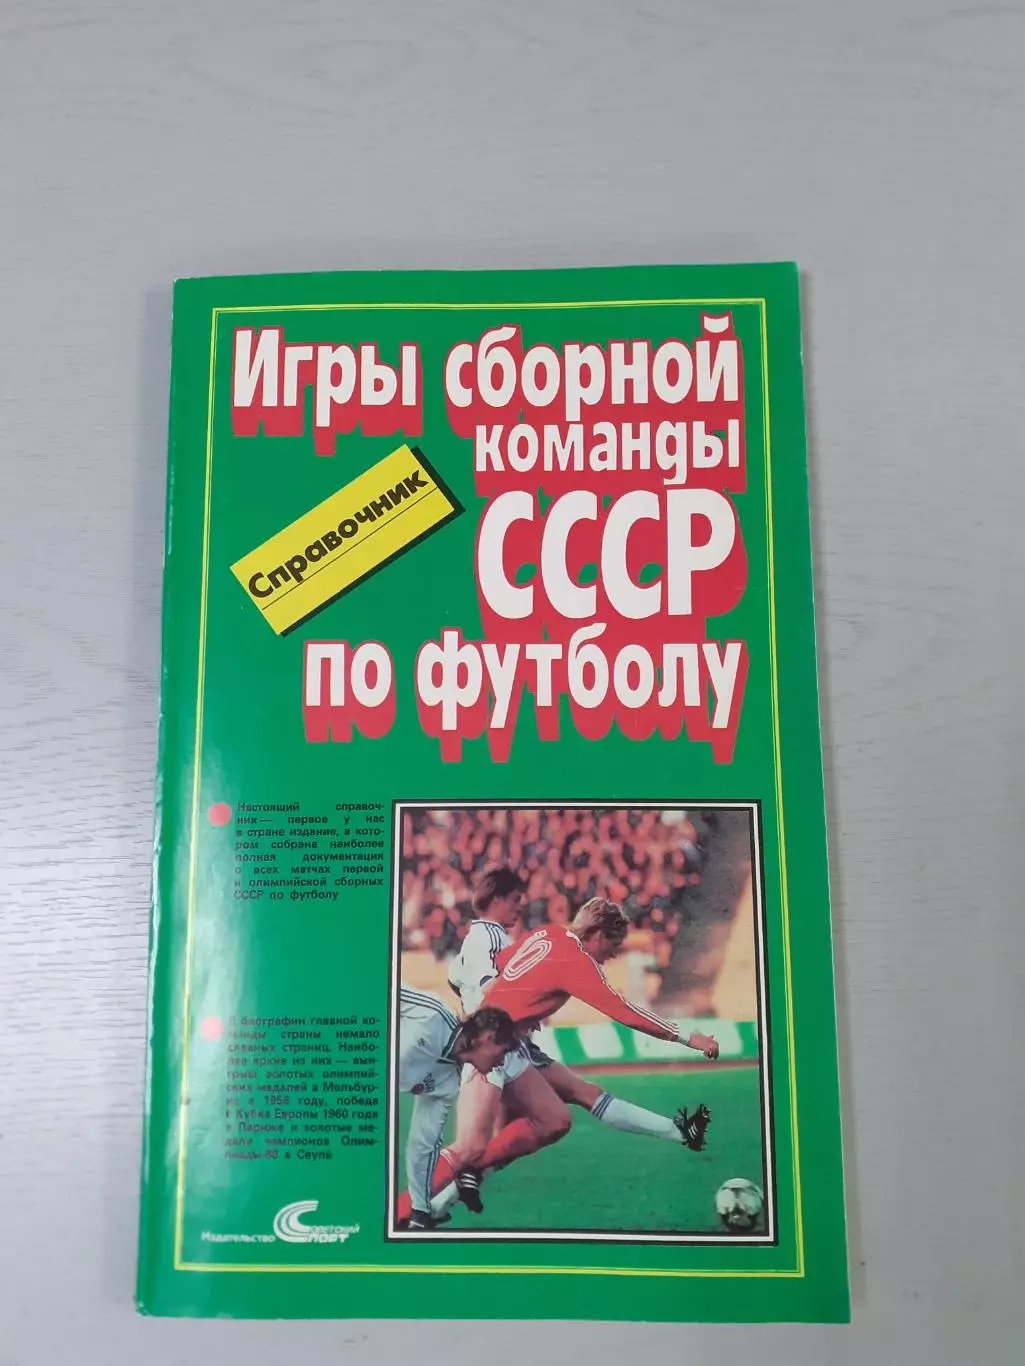 Игры сборной
команды
СССР
по футболу
Справочник
Настоящий справоч-
ник — первое у нас
в стране издание, в кото-
ром собрана наиболее
полная документация
о всех матчах первой
и олимпийской сборных
СССР по футболу
В биографии главной ко-
манды страны немало
славных страниц. Наибо-
лее яркие из них — выи-
грыш золотых олимпий-
ских медалей в Мельбур-
не в 1956 году, победа
в Кубке Европы 1960 года
в Париже и золотые ме-
дали чемпионов Олим-
пиады-88 в Сеуле
Издательство Советский
Спорт